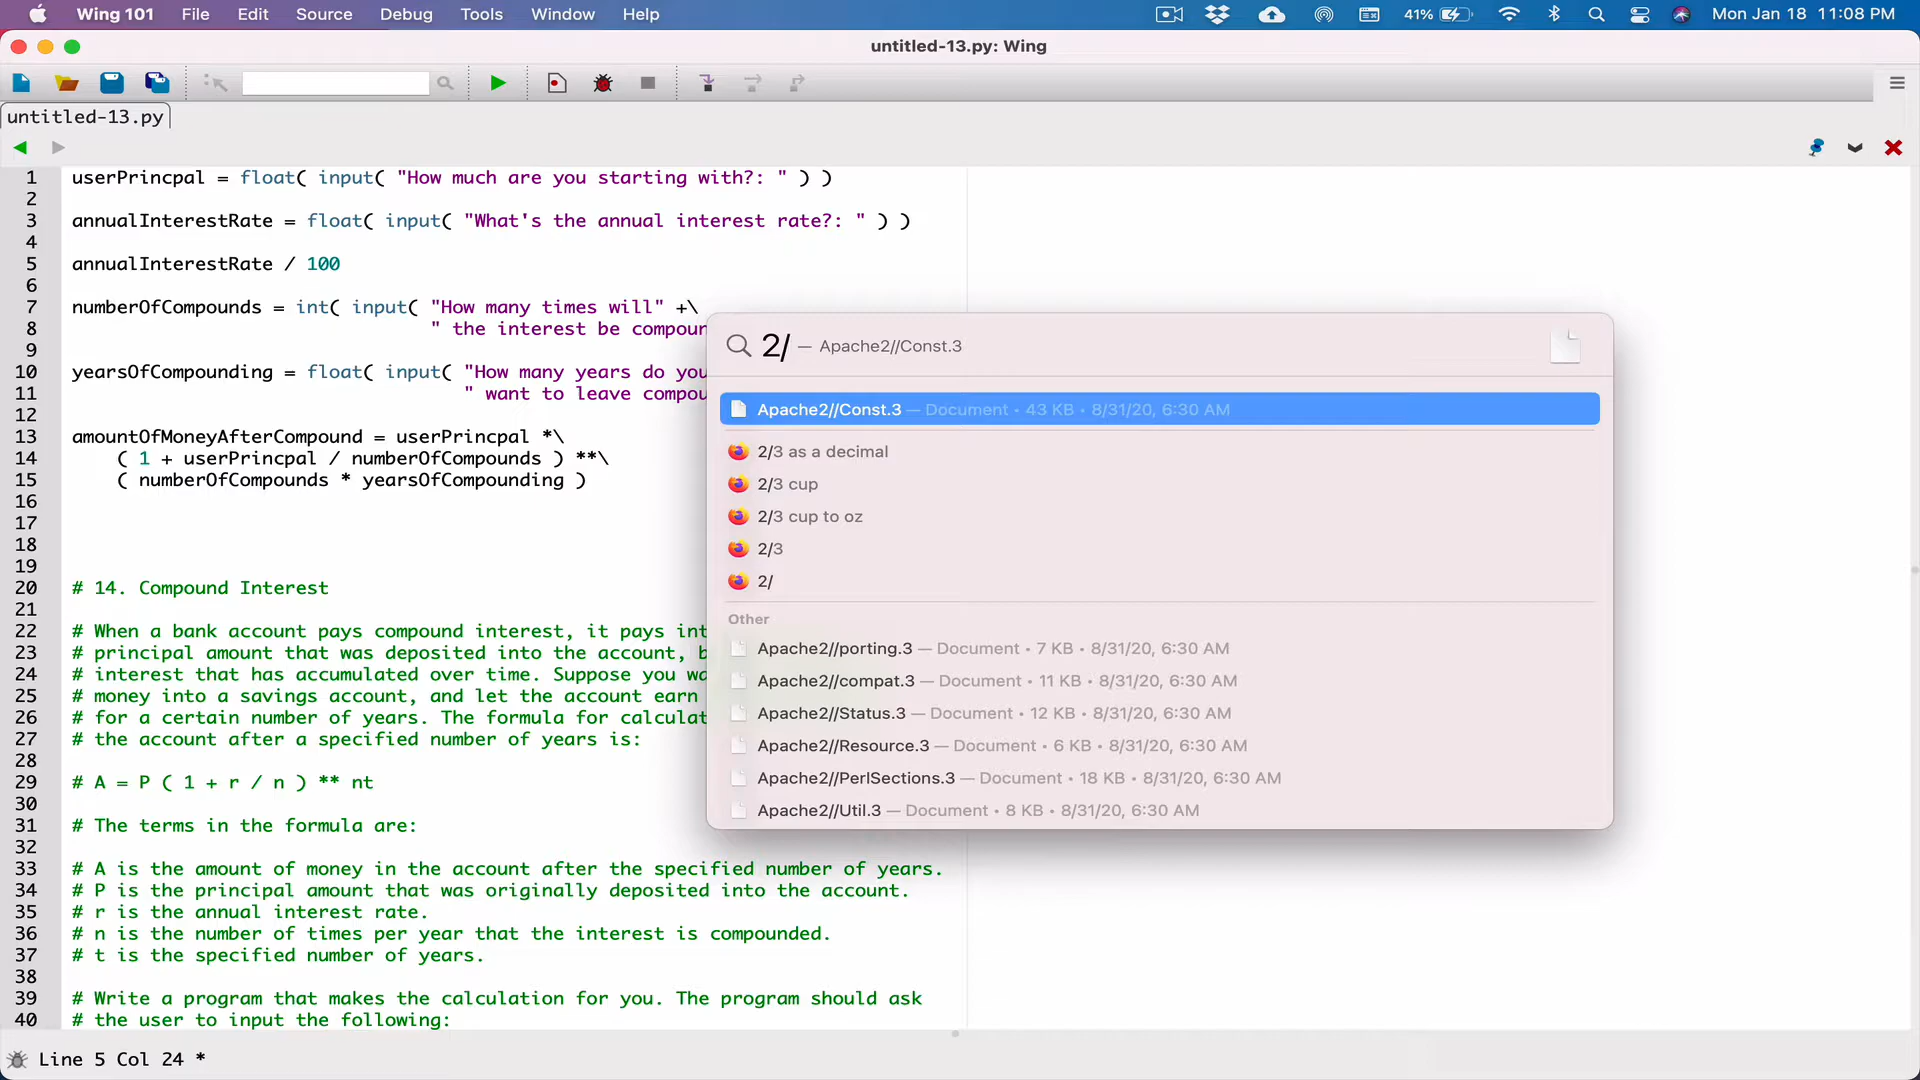 Wing 101 File Edit Source Debug Tools Window Help 41% Mon Jan 18 11:08 PM
untitled-13.py: Wing
untitled-13.py
1 userPrincpal = float( input( "How much are you starting with?: " ) )
2
3 annualInterestRate = float( input( "What's the annual interest rate?: " ) )
4
5 annualInterestRate / 100
6
7 numberOfCompounds = int( input( "How many times will" +\
8 " the interest be compoun
9
10 yearsOfCompounding = float( input( "How many years do you
11 " want to leave compou
12
13 amountOfMoneyAfterCompound = userPrincpal *\
14 ( 1 + userPrincpal / numberOfCompounds ) **\
15 ( numberOfCompounds * yearsOfCompounding )
16
17
18
19
20 # 14. Compound Interest
21
22 # When a bank account pays compound interest, it pays int
23 # principal amount that was deposited into the account, b
24 # interest that has accumulated over time. Suppose you wa
25 # money into a savings account, and let the account earn
26 # for a certain number of years. The formula for calculat
27 # the account after a specified number of years is:
28
29 # A = P ( 1 + r / n ) ** nt
30
31 # The terms in the formula are:
32
33 # A is the amount of money in the account after the specified number of years.
34 # P is the principal amount that was originally deposited into the account.
35 # r is the annual interest rate.
36 # n is the number of times per year that the interest is compounded.
37 # t is the specified number of years.
38
39 # Write a program that makes the calculation for you. The program should ask
40 # the user to input the following:
2/ — Apache2//Const.3
Apache2//Const.3 — Document • 43 KB • 8/31/20, 6:30 AM
2/3 as a decimal
2/3 cup
2/3 cup to oz
2/3
2/
Other
Apache2//porting.3 — Document • 7 KB • 8/31/20, 6:30 AM
Apache2//compat.3 — Document • 11 KB • 8/31/20, 6:30 AM
Apache2//Status.3 — Document • 12 KB • 8/31/20, 6:30 AM
Apache2//Resource.3 — Document • 6 KB • 8/31/20, 6:30 AM
Apache2//PerlSections.3 — Document • 18 KB • 8/31/20, 6:30 AM
Apache2//Util.3 — Document • 8 KB • 8/31/20, 6:30 AM
Line 5 Col 24 *